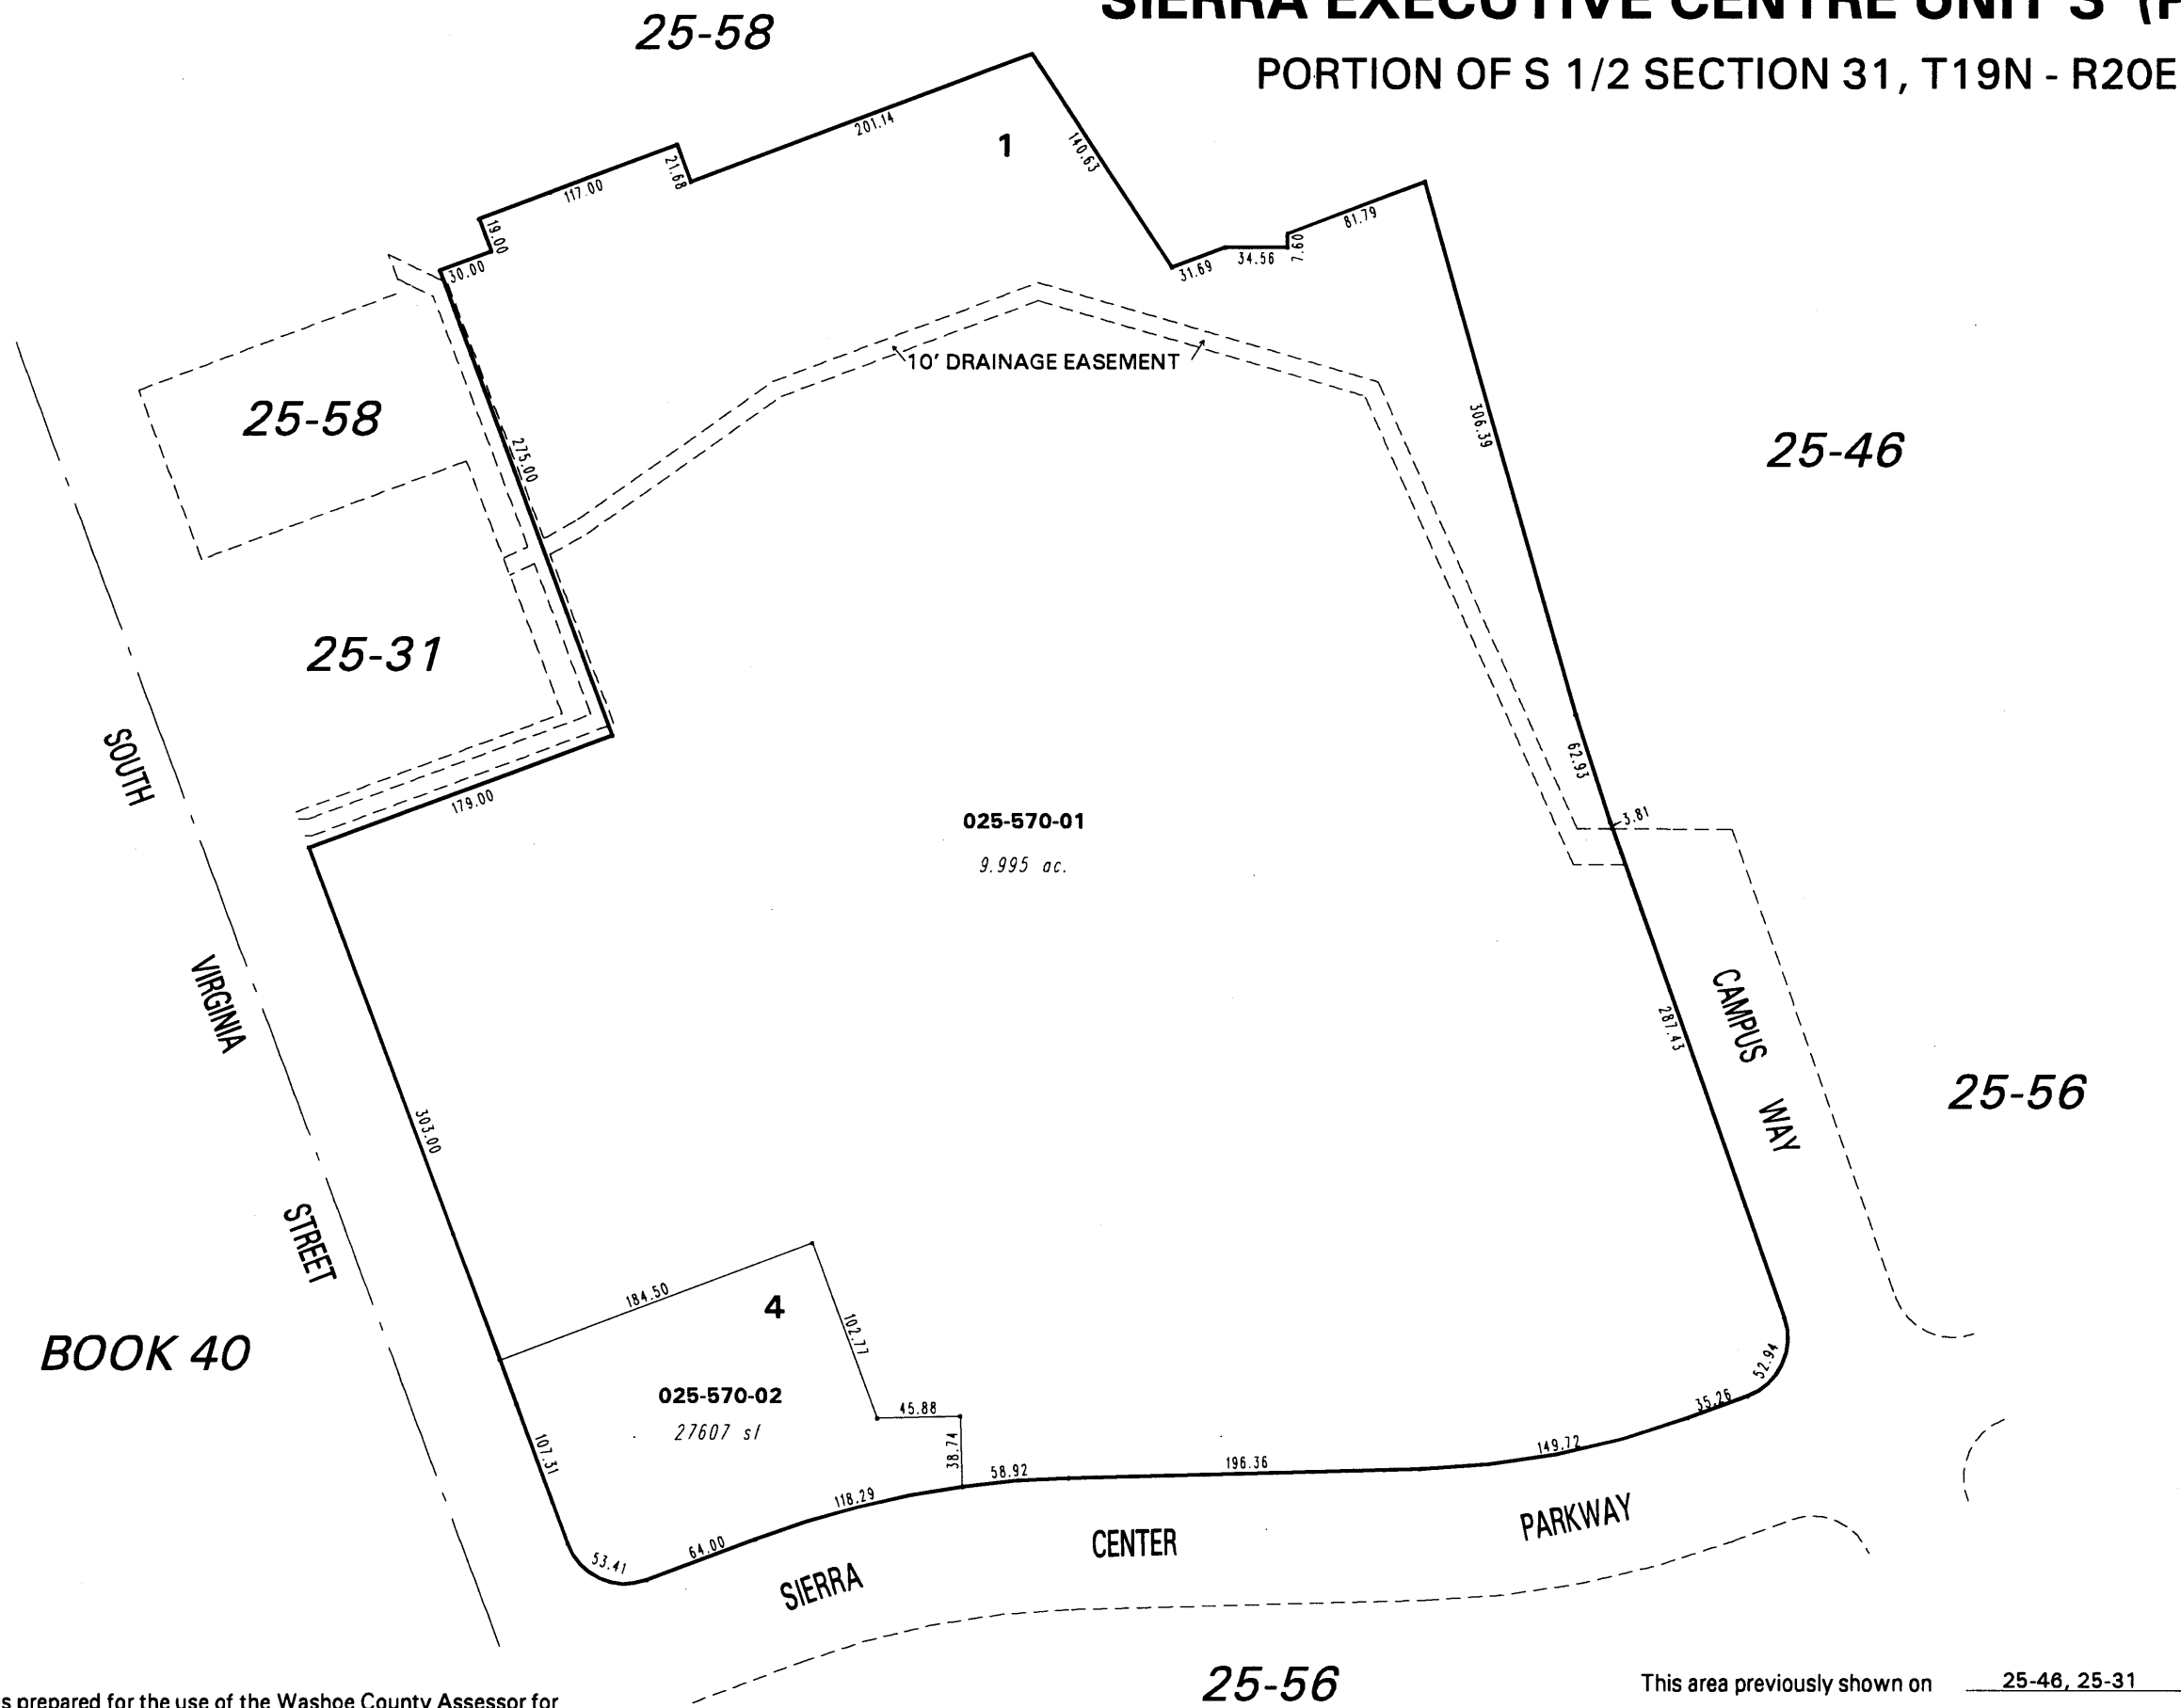 SIERRA EXECUTIVE CENTRE UNIT 3 (P
PORTION OF S 1/2 SECTION 31, T19N - R20E
25-58
201.14
1
140.63
21.68
117.00
19.00
30.00
31.69
34.56
7.60
81.79
10' DRAINAGE EASEMENT
25-58
275.00
306.39
25-46
25-31
SOUTH
VIRGINIA
STREET
179.00
62.93
3.81
025-570-01
9.995 ac.
287.43
CAMPUS
WAY
25-56
303.00
184.50
4
102.77
BOOK 40
025-570-02
27607 sf
45.88
38.74
107.31
53.41
64.00
118.29
58.92
196.36
149.72
35.26
52.94
SIERRA
CENTER
PARKWAY
25-56
This area previously shown on 25-46, 25-31
s prepared for the use of the Washoe County Assessor for